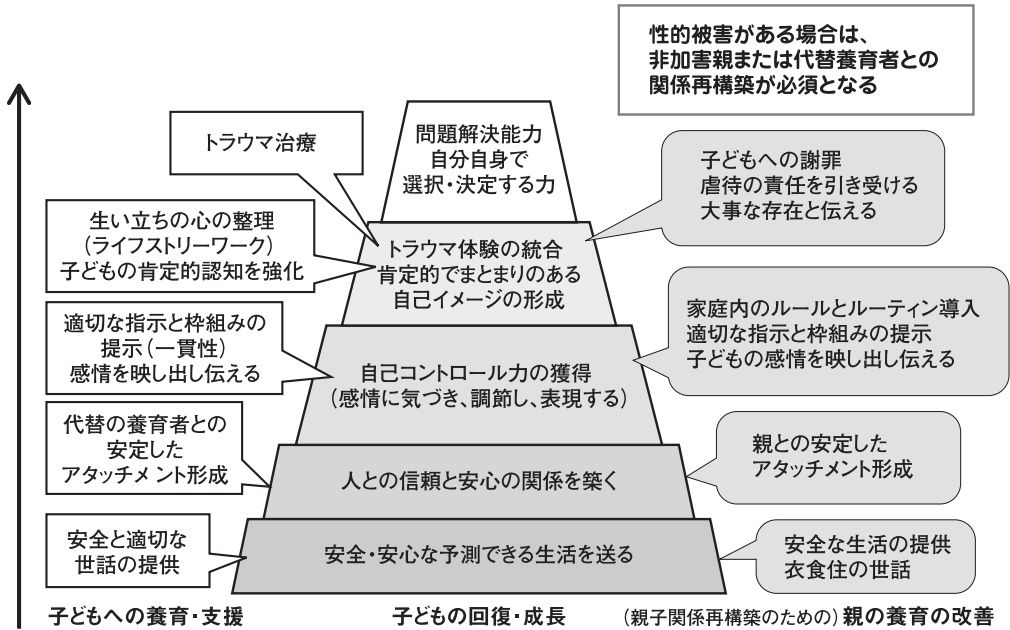 性的被害がある場合は、
非加害親または代替養育者との
関係再構築が必須となる
トラウマ治療
生い立ちの心の整理
(ライフストリーワーク)
子どもの肯定的認知を強化
適切な指示と枠組みの
提示(一貫性)
感情を映し出し伝える
代替の養育者との
安定した
アタッチメント形成
安全と適切な
世話の提供
問題解決能力
自分自身で
選択・決定する力
トラウマ体験の統合
肯定的でまとまりのある
自己イメージの形成
自己コントロール力の獲得
(感情に気づき、調節し、表現する)
人との信頼と安心の関係を築く
安全・安心な予測できる生活を送る
子どもへの謝罪
虐待の責任を引き受ける
大事な存在と伝える
家庭内のルールとルーティン導入
適切な指示と枠組みの提示
子どもの感情を映し出し伝える
親との安定した
アタッチメント形成
安全な生活の提供
衣食住の世話
子どもへの養育・支援
子どもの回復・成長
(親子関係再構築のための)親の養育の改善